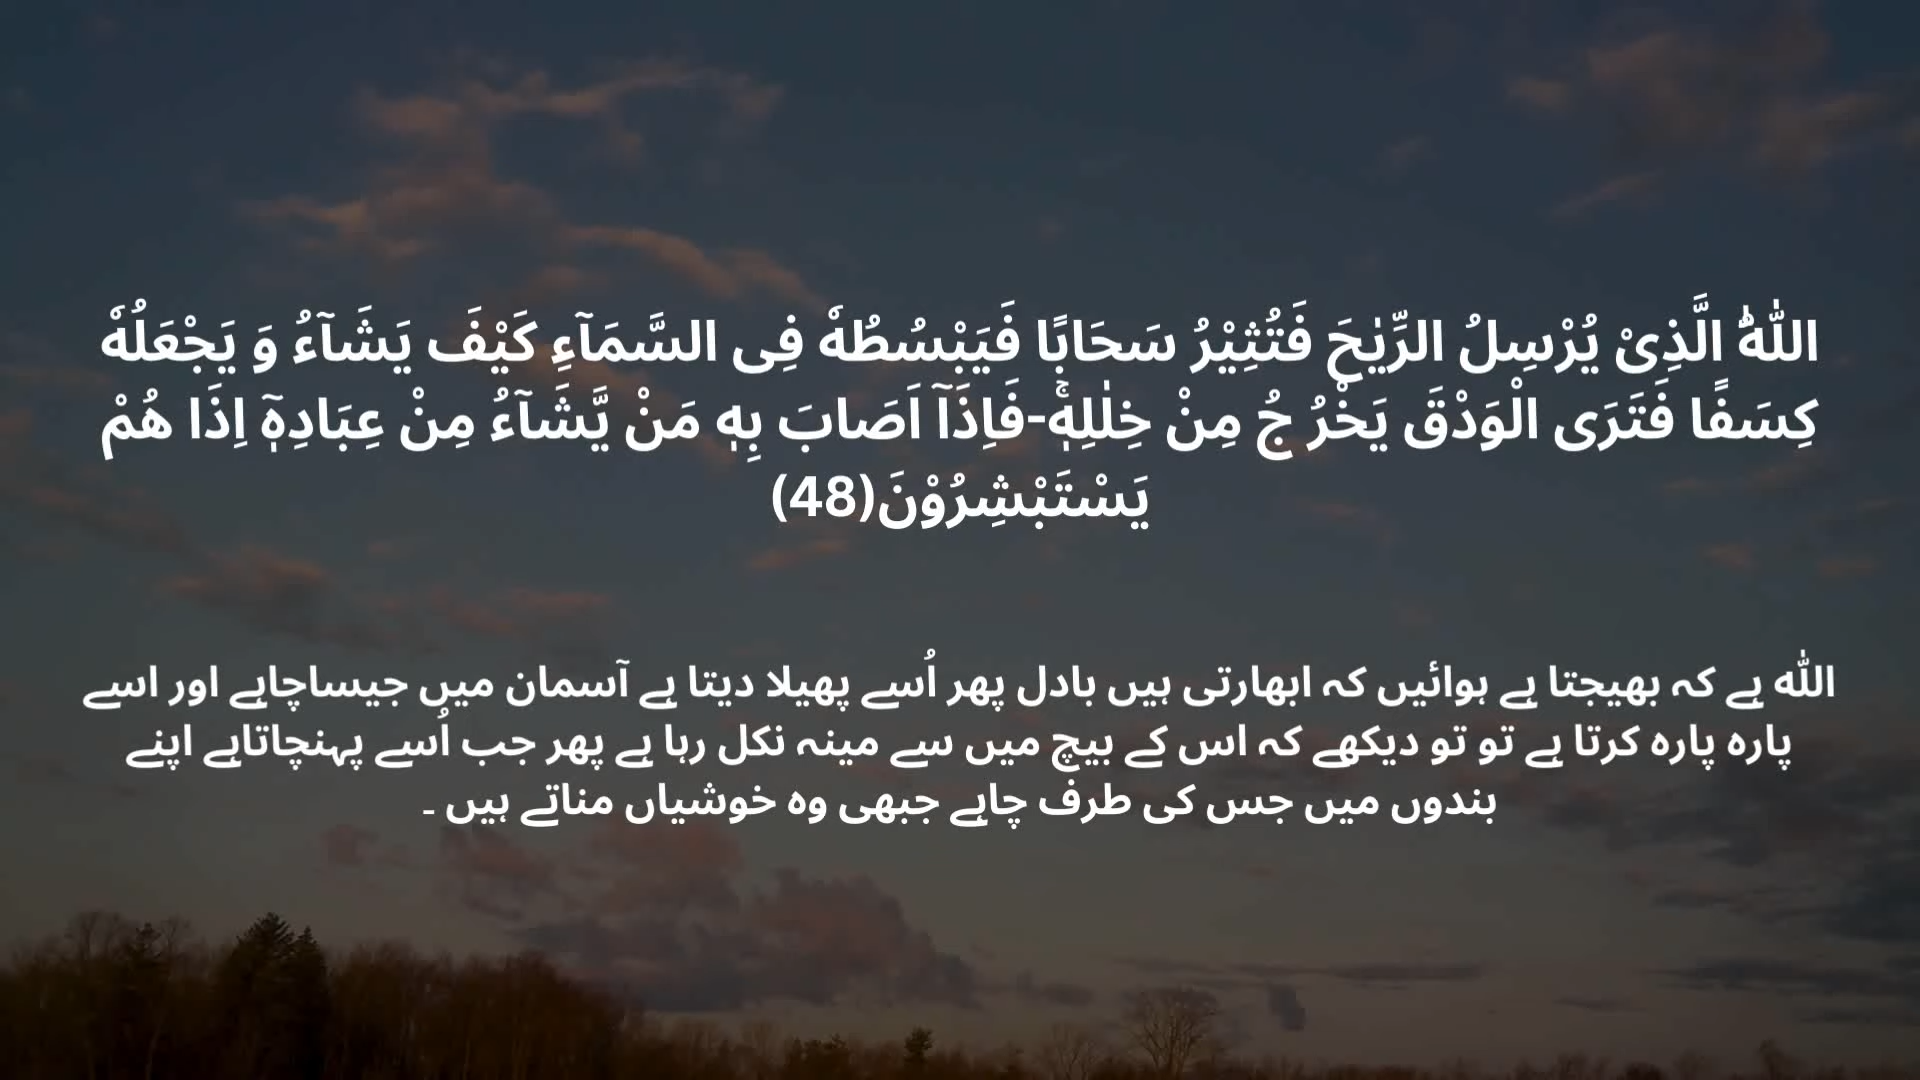 اللّٰهُ الَّذِیْ یُرْسِلُ الرِّیٰحَ فَتُثِیْرُ سَحَابًا فَیَبْسُطُهٗ فِی السَّمَآءِ كَیْفَ یَشَآءُ وَ یَجْعَلُهٗ
كِسَفًا فَتَرَى الْوَدْقَ یَخْرُ جُ مِنْ خِلٰلِهٖۚ-فَاِذَاۤ اَصَابَ بِهٖ مَنْ یَّشَآءُ مِنْ عِبَادِهٖۤ اِذَا هُمْ
یَسْتَبْشِرُوْنَ(48)
اللّٰہ ہے کہ بھیجتا ہے ہوائیں کہ ابھارتی ہیں بادل پھر اُسے پھیلا دیتا ہے آسمان میں جیساچاہے اور اسے
پارہ پارہ کرتا ہے تو تو دیکھے کہ اس کے بیچ میں سے مینہ نکل رہا ہے پھر جب اُسے پہنچاتاہے اپنے
بندوں میں جس کی طرف چاہے جبھی وہ خوشیاں مناتے ہیں ۔